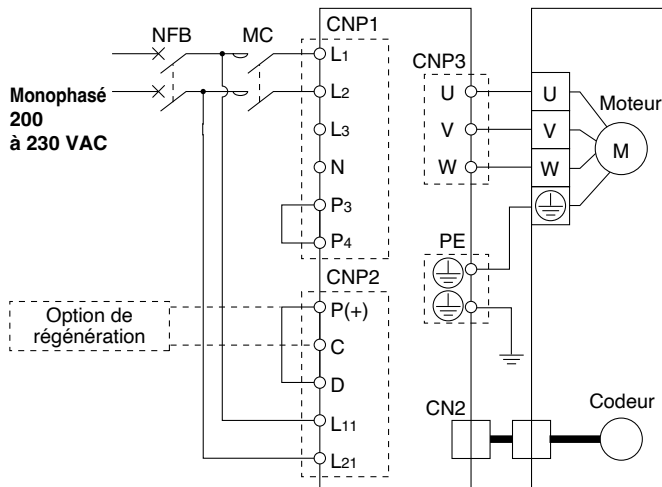 NFB MC CNP1
L1
CNP3
L2 U U Moteur
Monophasé
200
à 230 VAC
L3 V V M
N W W
P3
PE
P4
CNP2
Option de
régénération
P(+)
C
D
CN2 Codeur
L11
L21